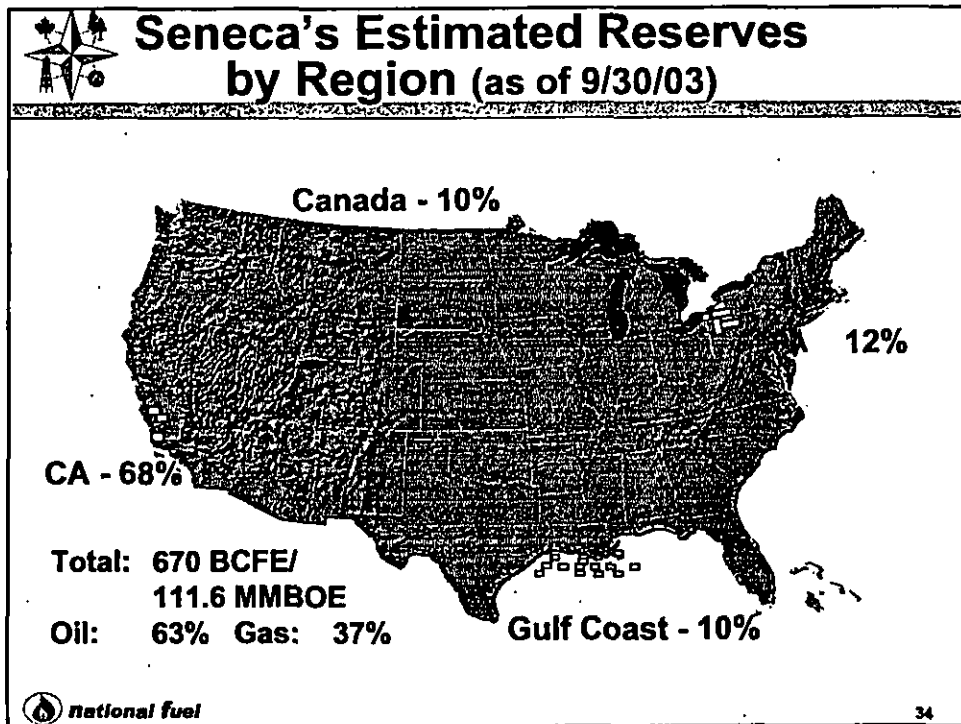 Seneca's Estimated Reserves
by Region (as of 9/30/03)
Canada - 10%
12%
CA - 68%
Total: 670 BCFE/
111.6 MMBOE
Oil: 63% Gas: 37%
Gulf Coast - 10%
national fuel
34